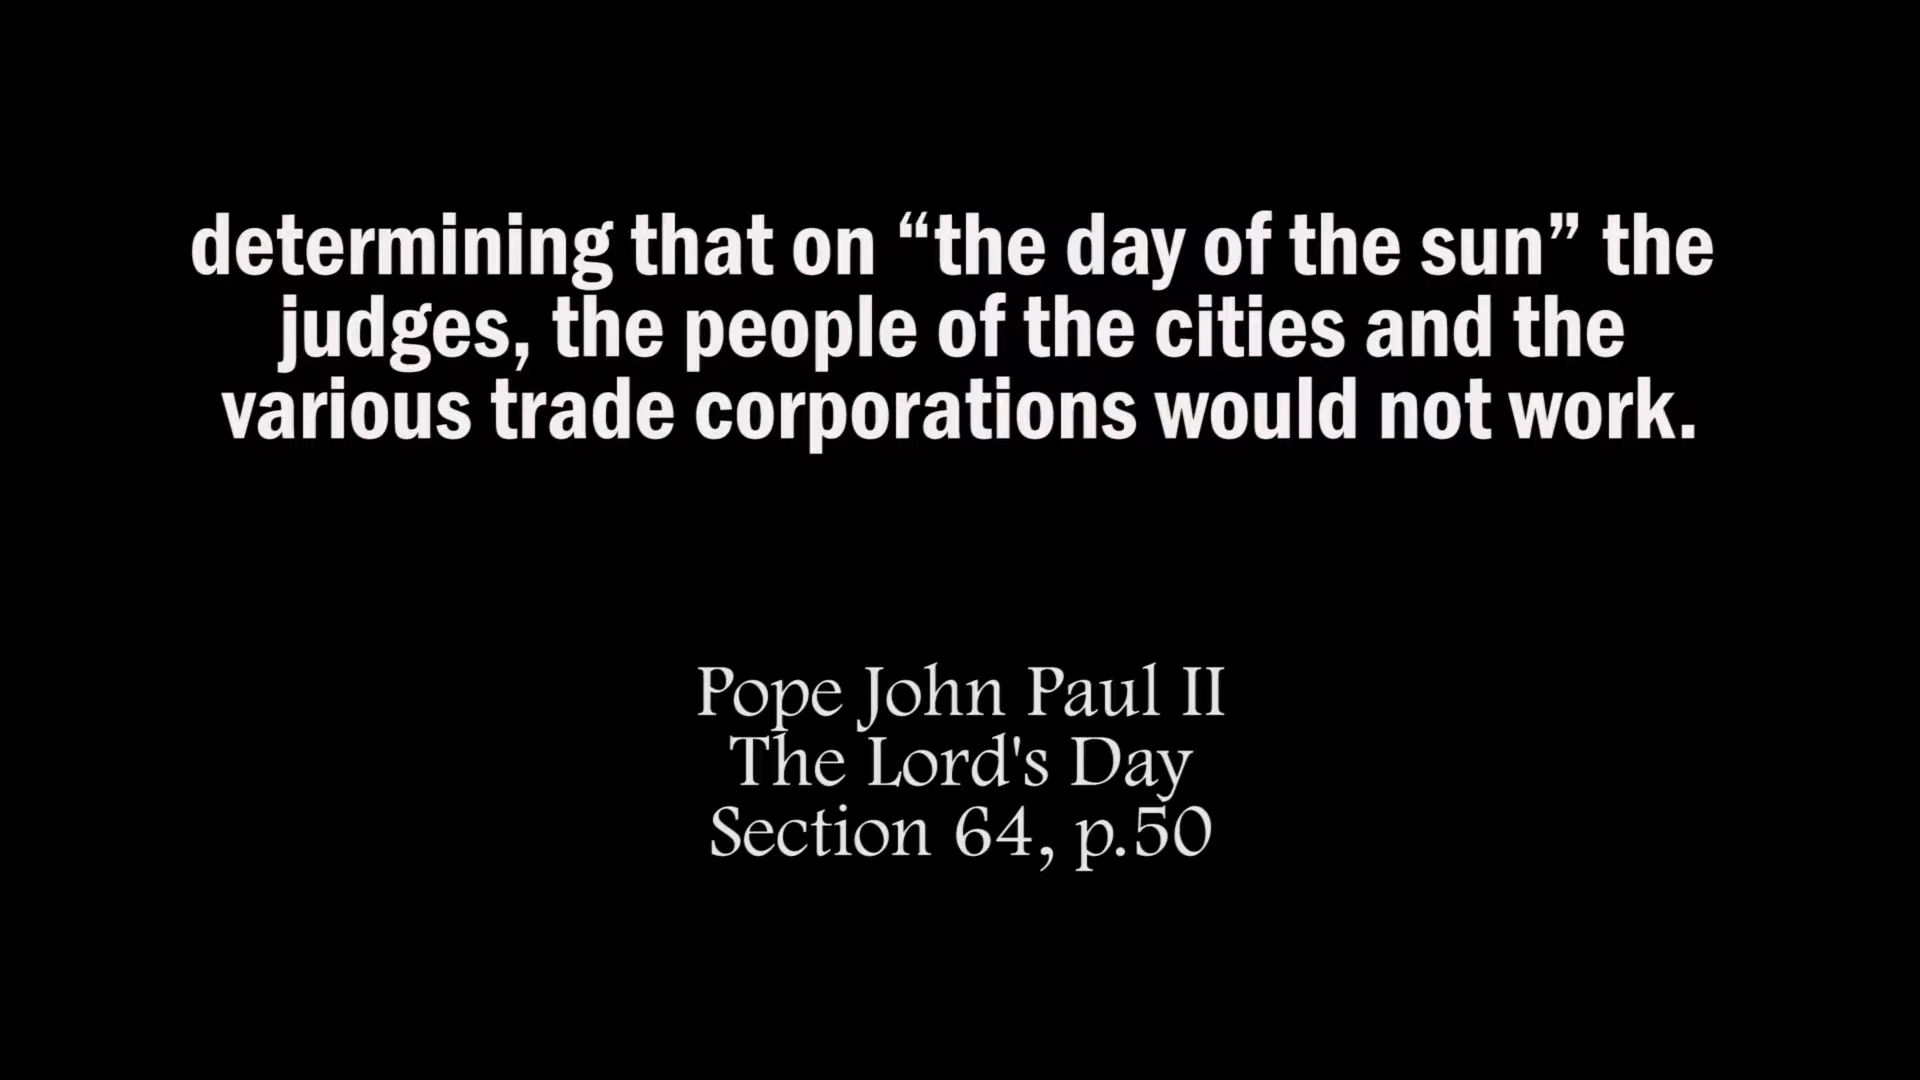 determining that on “the day of the sun” the
judges, the people of the cities and the
various trade corporations would not work.
Pope John Paul II
The Lord's Day
Section 64, p.50